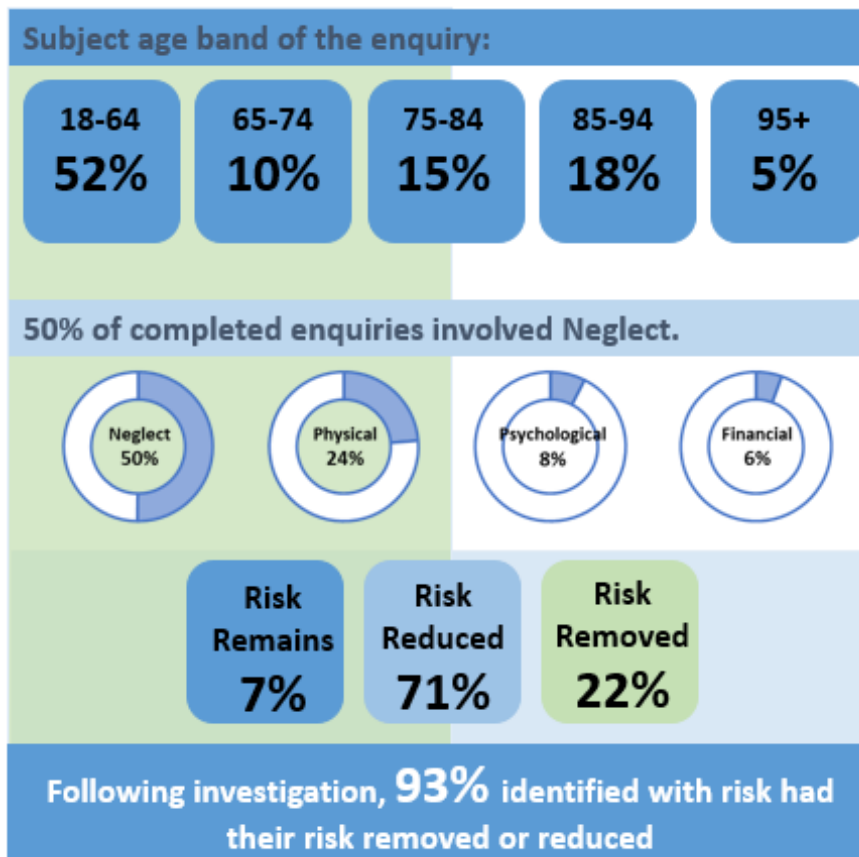 Subject age band of the enquiry:
18-64 65-74 75-84 85-94 95+
52% 10% 15% 18% 5%
50% of completed enquiries involved Neglect.
Neglect Physical Psychological Financial
50% 24% 8% 6%
Risk Risk Risk
Remains Reduced Removed
7% 71% 22%
Following investigation, 93% identified with risk had
their risk removed or reduced